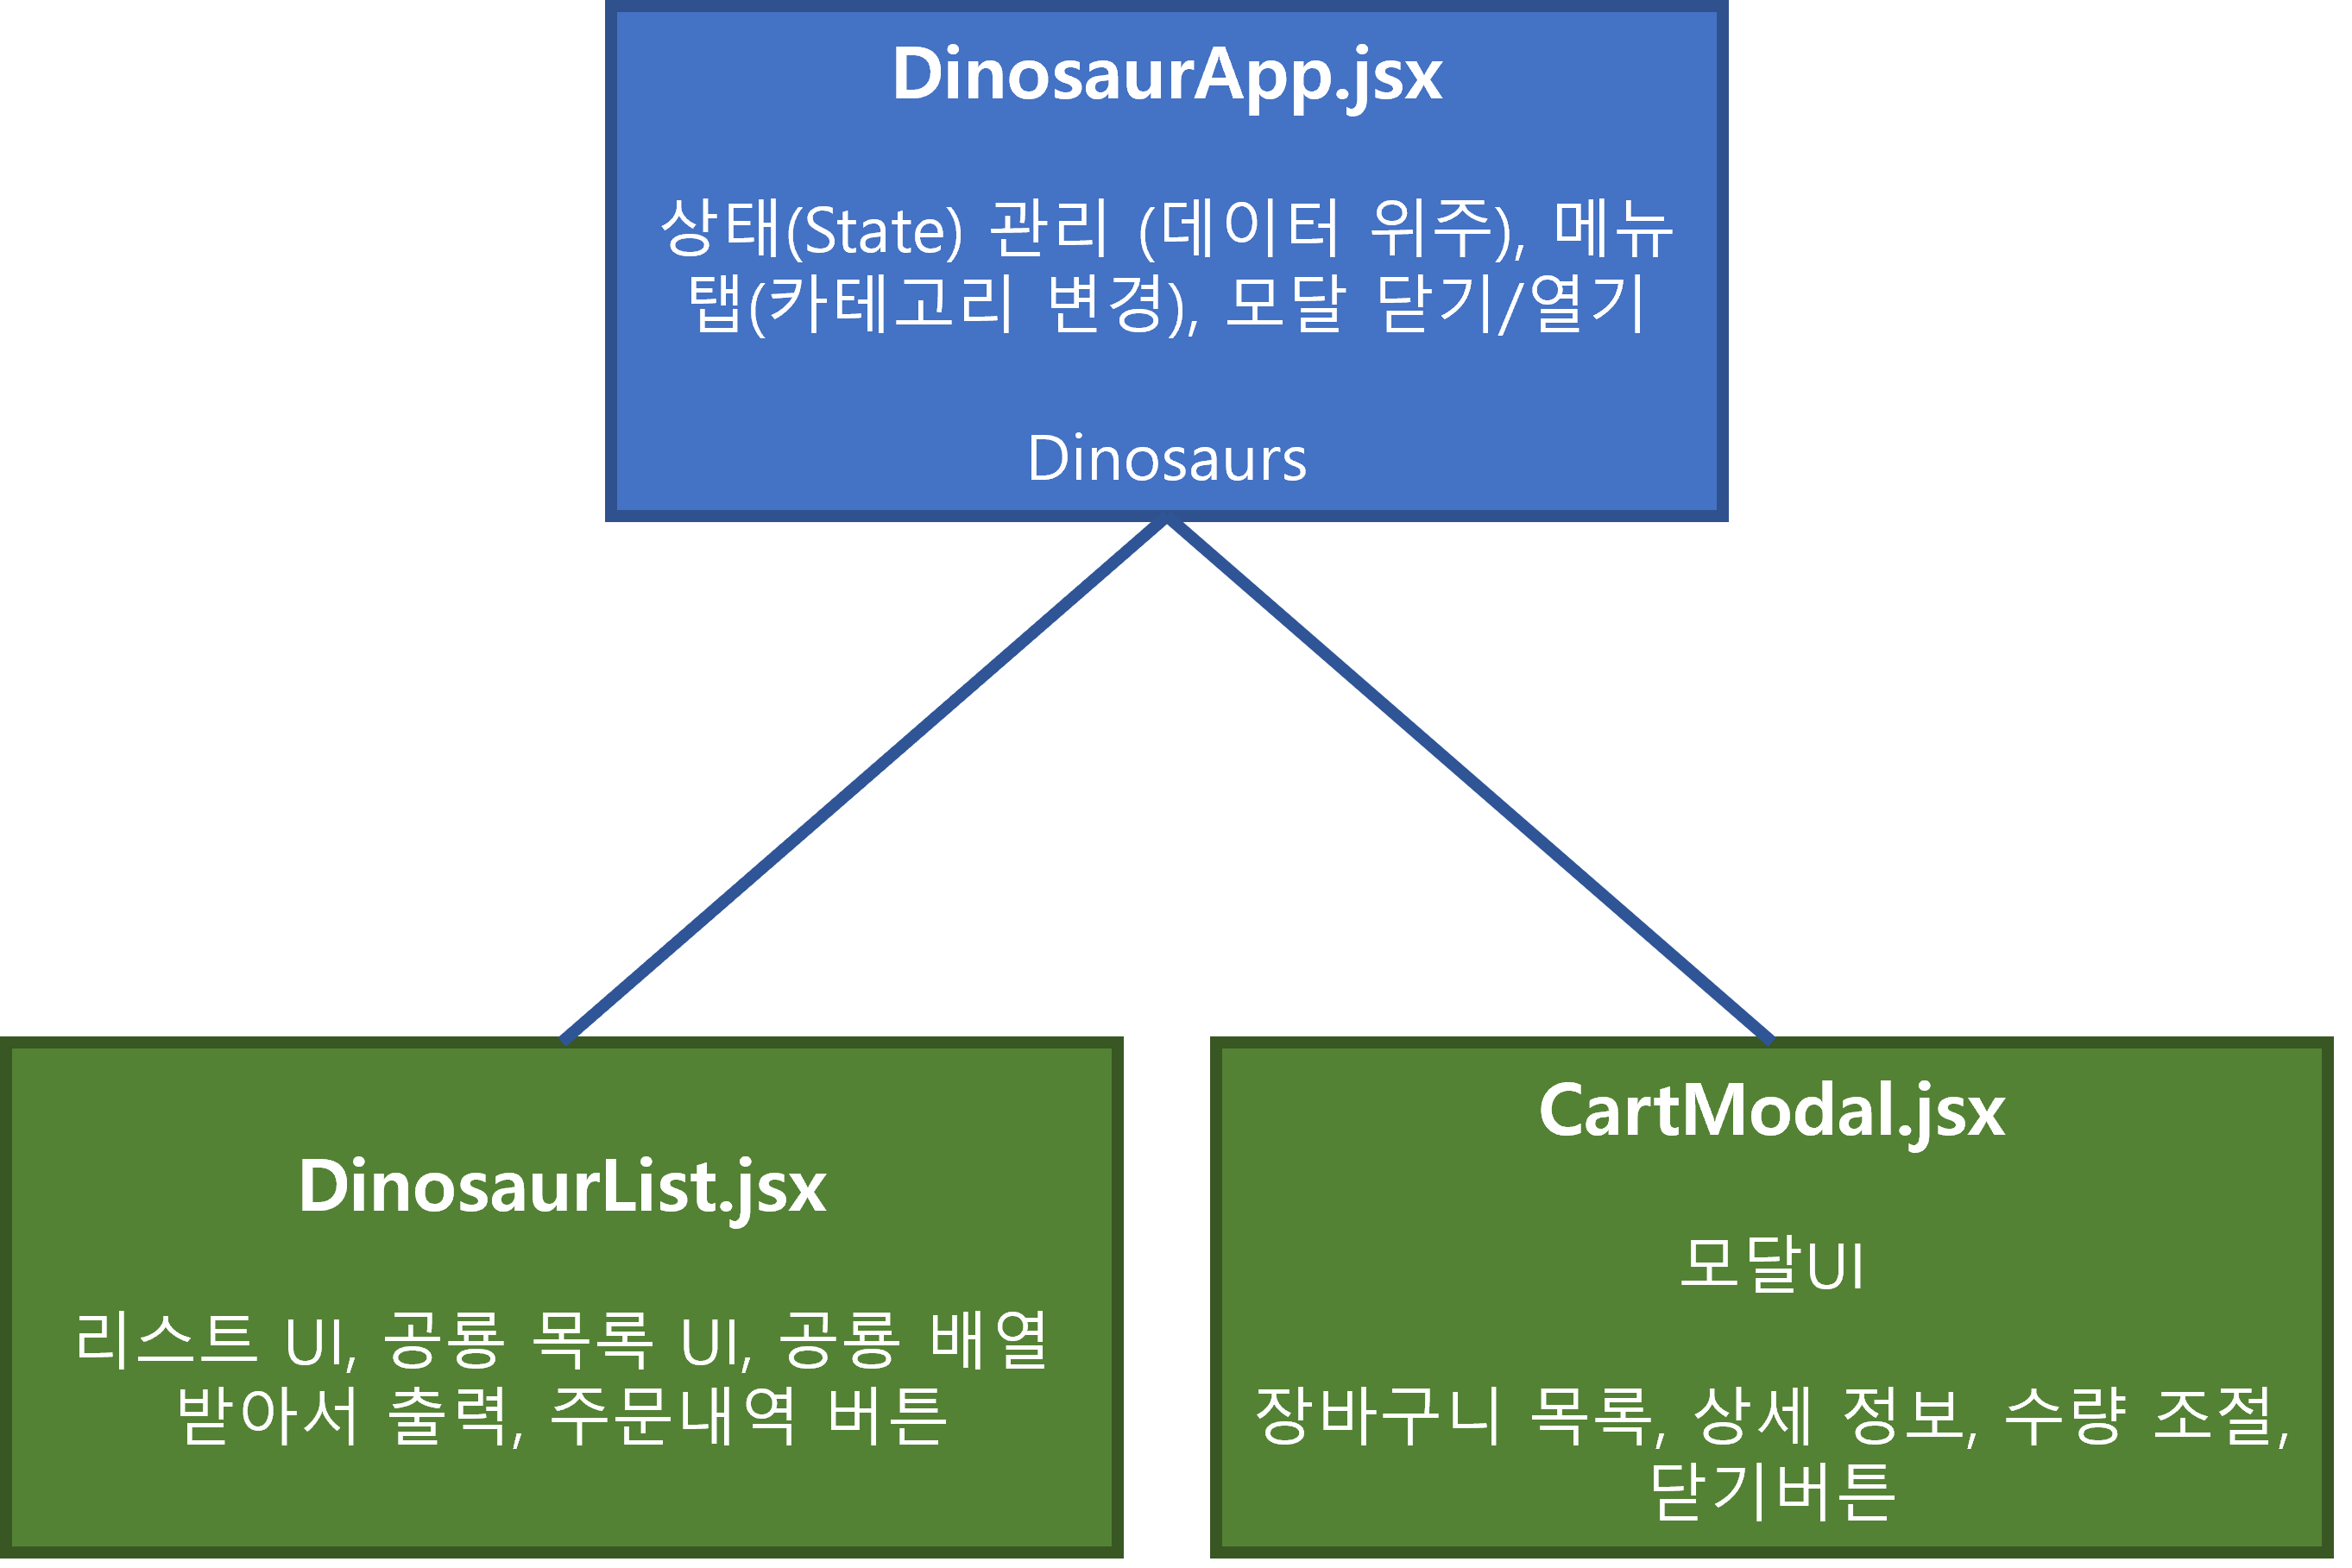 DinosaurApp.jsx
상태(State) 관리 (데이터 위주), 메뉴
탭(카테고리 변경), 모달 닫기/열기
Dinosaurs
DinosaurList.jsx
리스트 UI, 공룡 목록 UI, 공룡 배열
받아서 출력, 주문내역 버튼
CartModal.jsx
모달UI
장바구니 목록, 상세 정보, 수량 조절,
닫기버튼